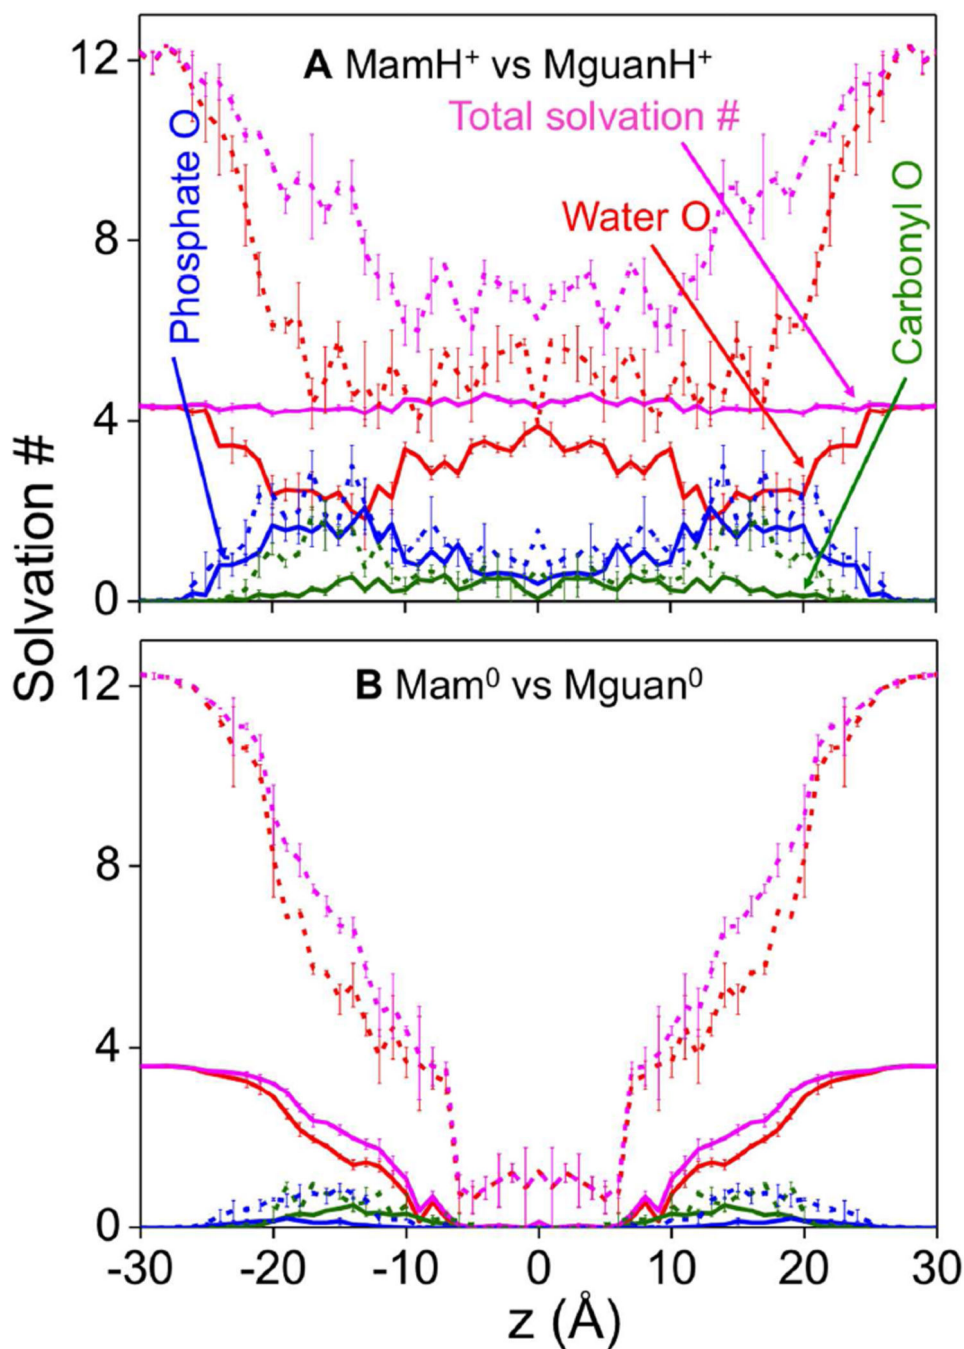 A MamH⁺ vs MguanH⁺
Total solvation #
Phosphate O
Water O
Carbonyl O
12
8
4
0
Solvation #
B Mam⁰ vs Mguan⁰
12
8
4
0
-30 -20 -10 0 10 20 30
z (Å)